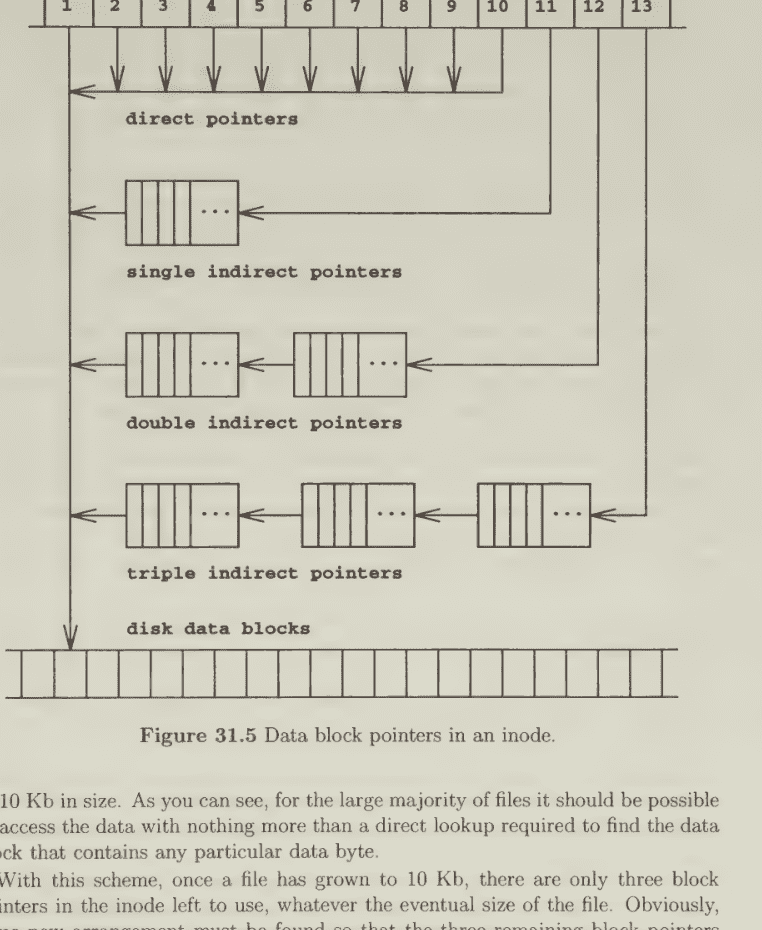 1 2 3 4 5 6 7 8 9 10 11 12 13
direct pointers
...
single indirect pointers
... ...
double indirect pointers
... ... ...
triple indirect pointers
disk data blocks
Figure 31.5 Data block pointers in an inode.
10 Kb in size. As you can see, for the large majority of files it should be possible
access the data with nothing more than a direct lookup required to find the data
ock that contains any particular data byte.
With this scheme, once a file has grown to 10 Kb, there are only three block
inters in the inode left to use, whatever the eventual size of the file. Obviously,
new arrangement must be found so that the three remaining block pointers